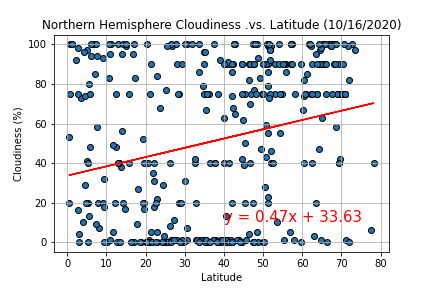 Northern Hemisphere Cloudiness .vs. Latitude (10/16/2020)
100
80
60
40
20
0
Cloudiness (%)
y = 0.47x + 33.63
0 10 20 30 40 50 60 70 80
Latitude